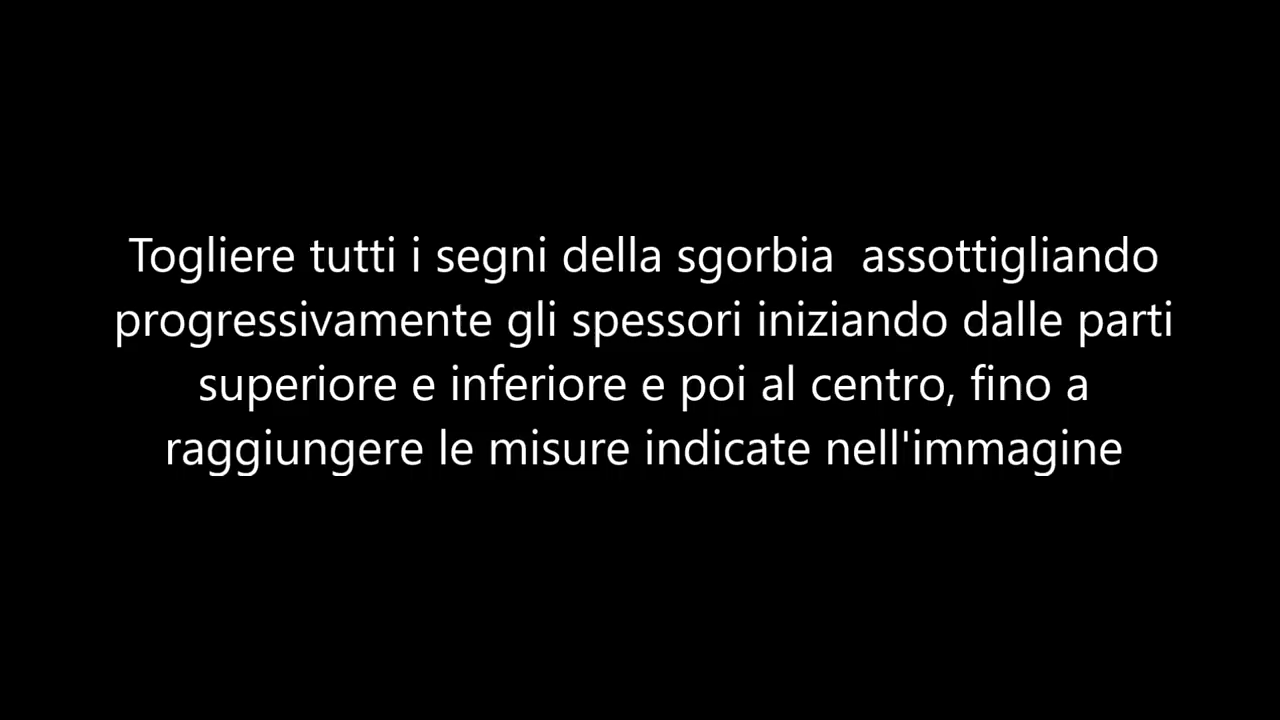 Togliere tutti i segni della sgorbia  assottigliando
progressivamente gli spessori iniziando dalle parti
superiore e inferiore e poi al centro, fino a
raggiungere le misure indicate nell'immagine